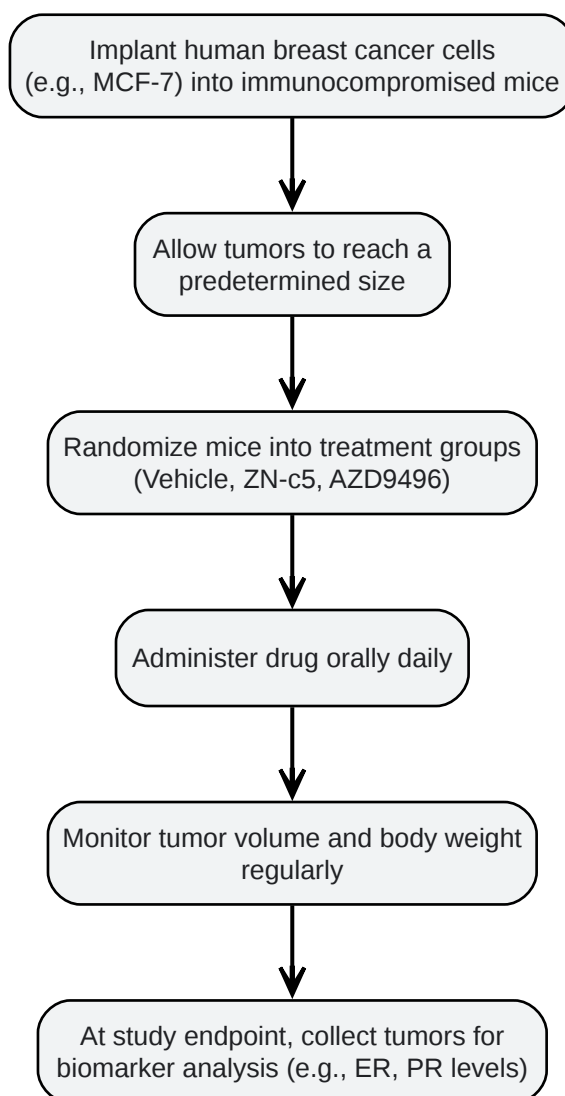 Implant human breast cancer cells
(e.g., MCF-7) into immunocompromised mice
Allow tumors to reach a
predetermined size
Randomize mice into treatment groups
(Vehicle, ZN-c5, AZD9496)
Administer drug orally daily
Monitor tumor volume and body weight
regularly
At study endpoint, collect tumors for
biomarker analysis (e.g., ER, PR levels)